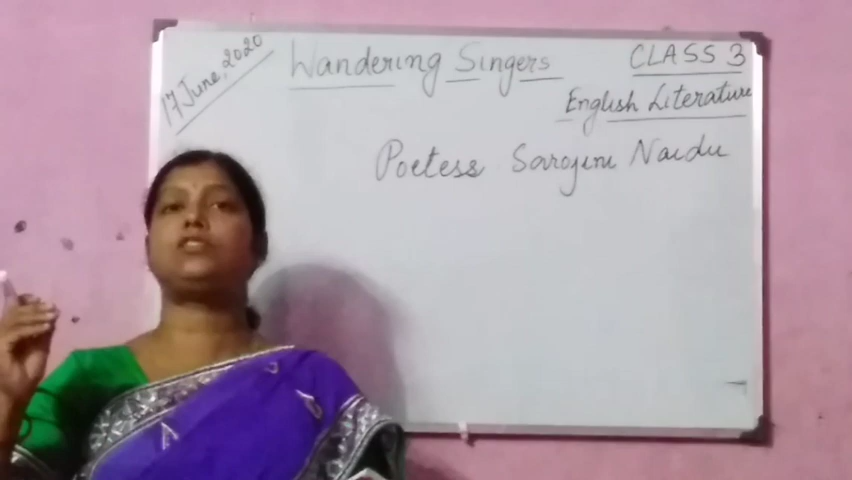 17 June, 2020
Wandering Singers
CLASS 3
English Literature
Poetess Sarojini Naidu